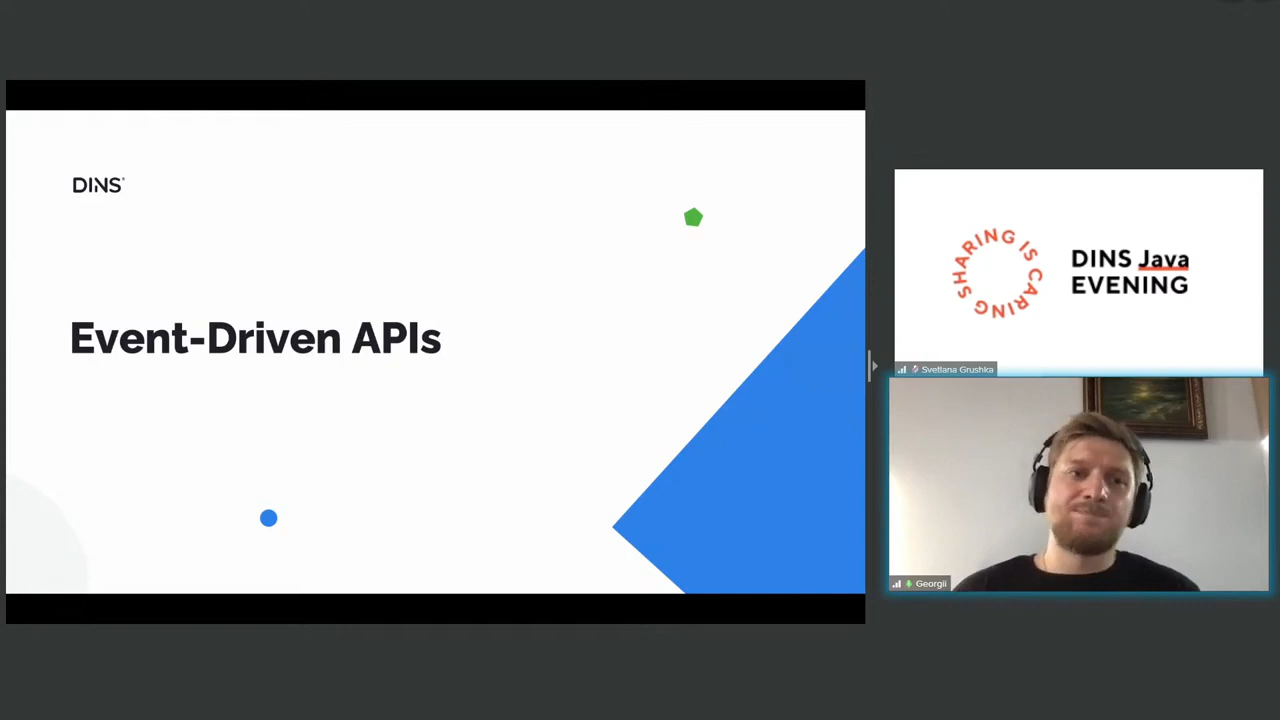 DINS
Event-Driven APIs
SHARING IS CARING
DINS Java
EVENING
Svetlana Grushka
Georgii